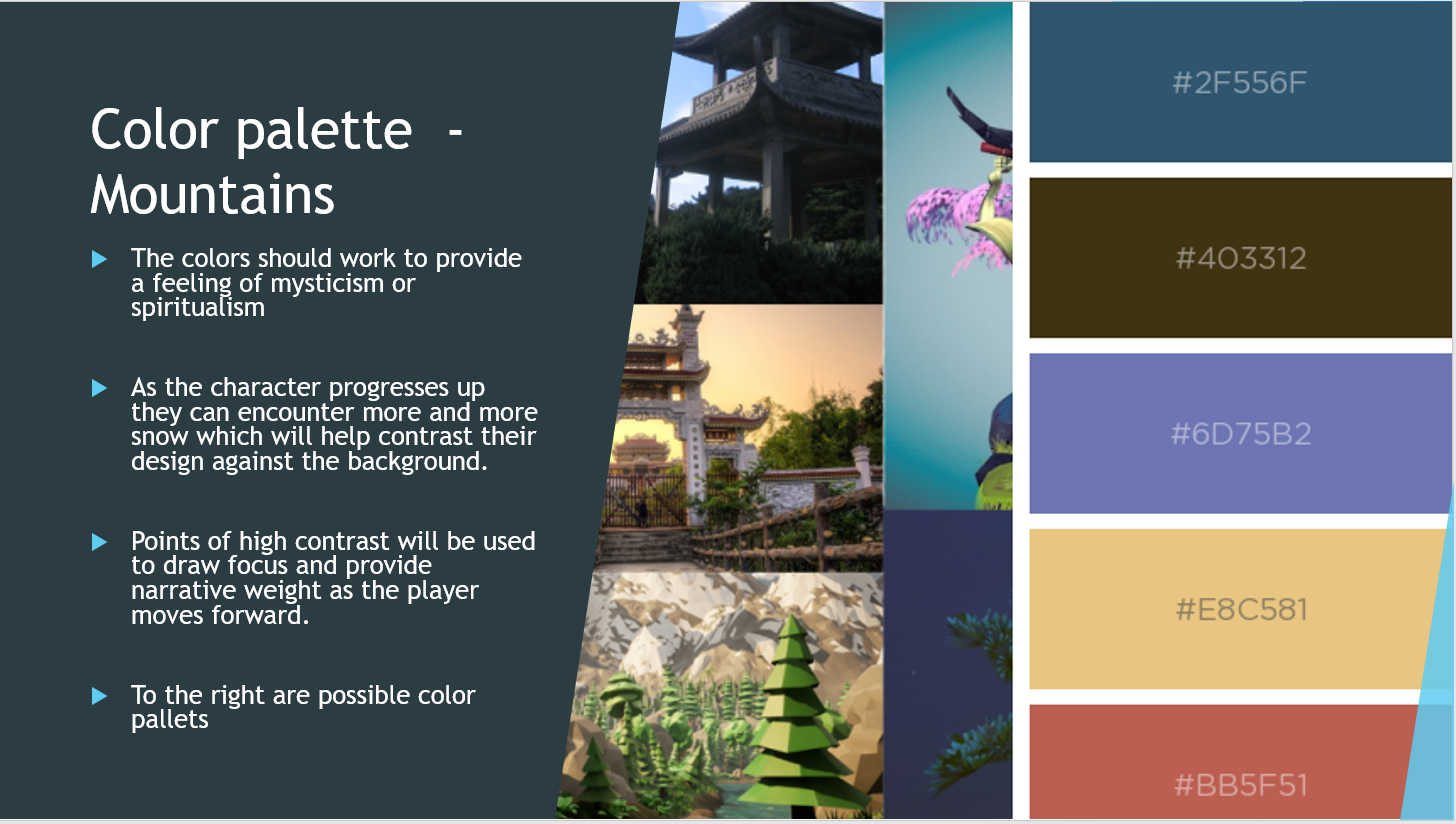 Color palette  -
Mountains
The colors should work to provide
a feeling of mysticism or
spiritualism
As the character progresses up
they can encounter more and more
snow which will help contrast their
design against the background.
Points of high contrast will be used
to draw focus and provide
narrative weight as the player
moves forward.
To the right are possible color
pallets
#2F556F
#403312
#6D75B2
#E8C581
#BB5F51